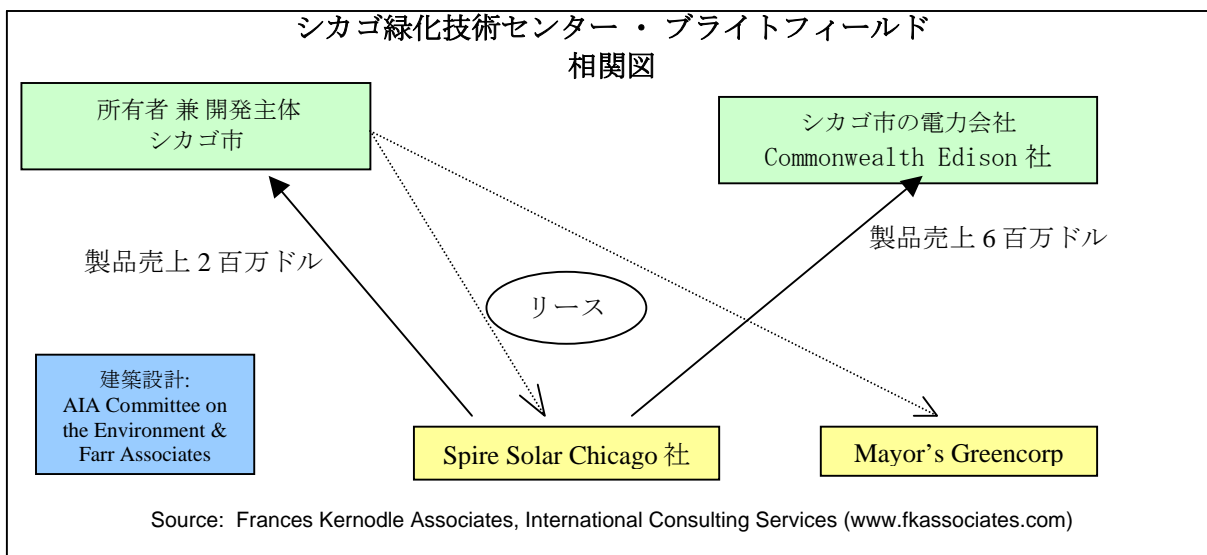 シカゴ緑化技術センター ・ ブライトフィールド
相関図
所有者 兼 開発主体
シカゴ市
シカゴ市の電力会社
Commonwealth Edison 社
製品売上 2 百万ドル
製品売上 6 百万ドル
リース
建築設計:
AIA Committee on
the Environment &
Farr Associates
Spire Solar Chicago 社
Mayor’s Greencorp
Source: Frances Kernodle Associates, International Consulting Services (www.fkassociates.com)